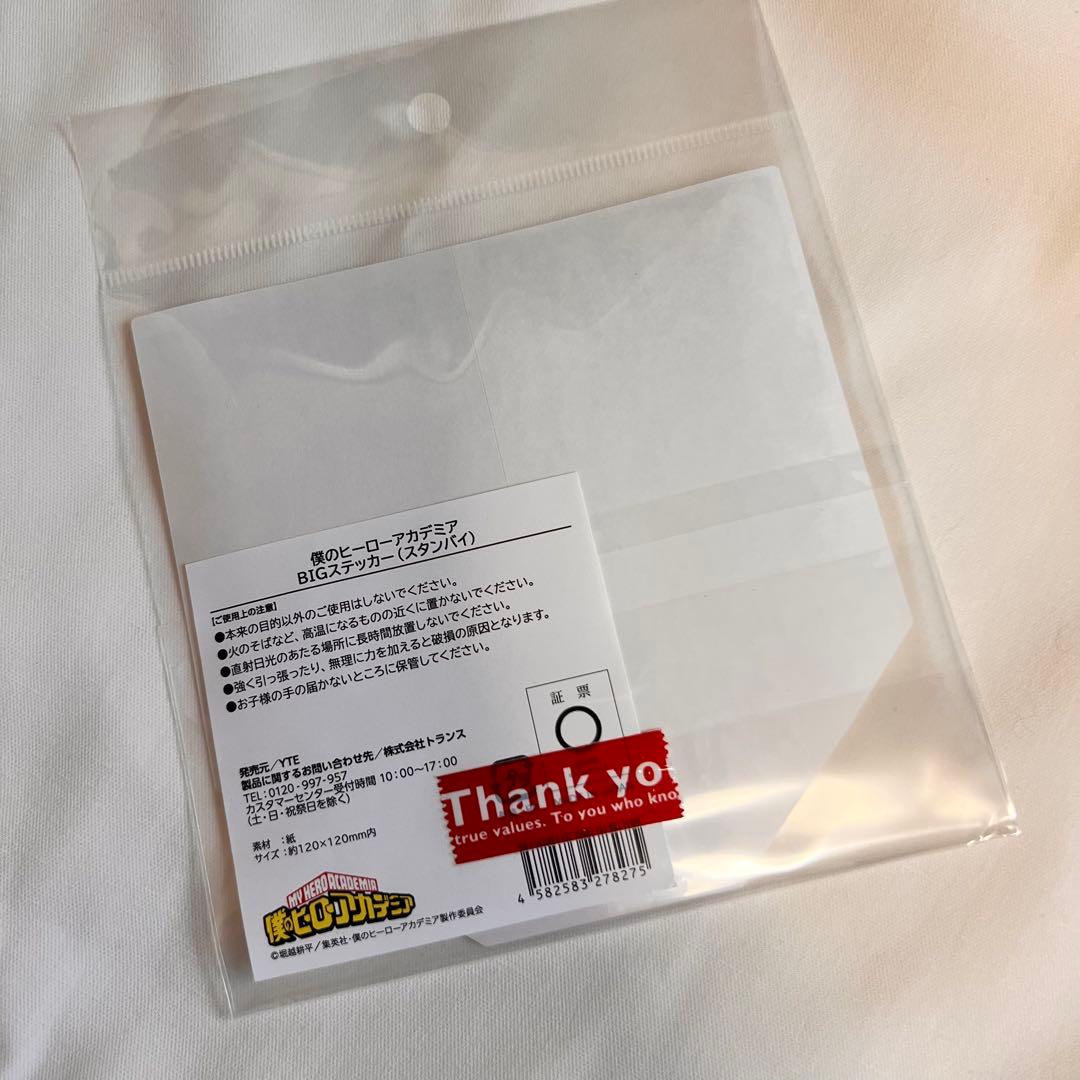 僕のヒーローアカデミア
BIGステッカー(スタンバイ)
【ご使用上の注意】
●本来の目的以外のご使用はしないでください。
●火のそばなど、高温になるものの近くに置かないでください。
●直射日光のあたる場所に長時間放置しないでください。
●強く引っ張ったり、無理に力を加えると破損の原因となります。
●お子様の手の届かないところに保管してください。
証 票
発売元／YTE
製品に関するお問い合わせ先／株式会社トランス
TEL：0120-997-957
カスタマーセンター受付時間 10：00～17：00
(土・日・祝祭日を除く)
素材 ：紙
サイズ：約120×120mm内
Thank yo
true values. To you who kno
4 582583 278275
MY HERO ACADEMIA
僕のヒーローアカデミア
©堀越耕平／集英社・僕のヒーローアカデミア製作委員会